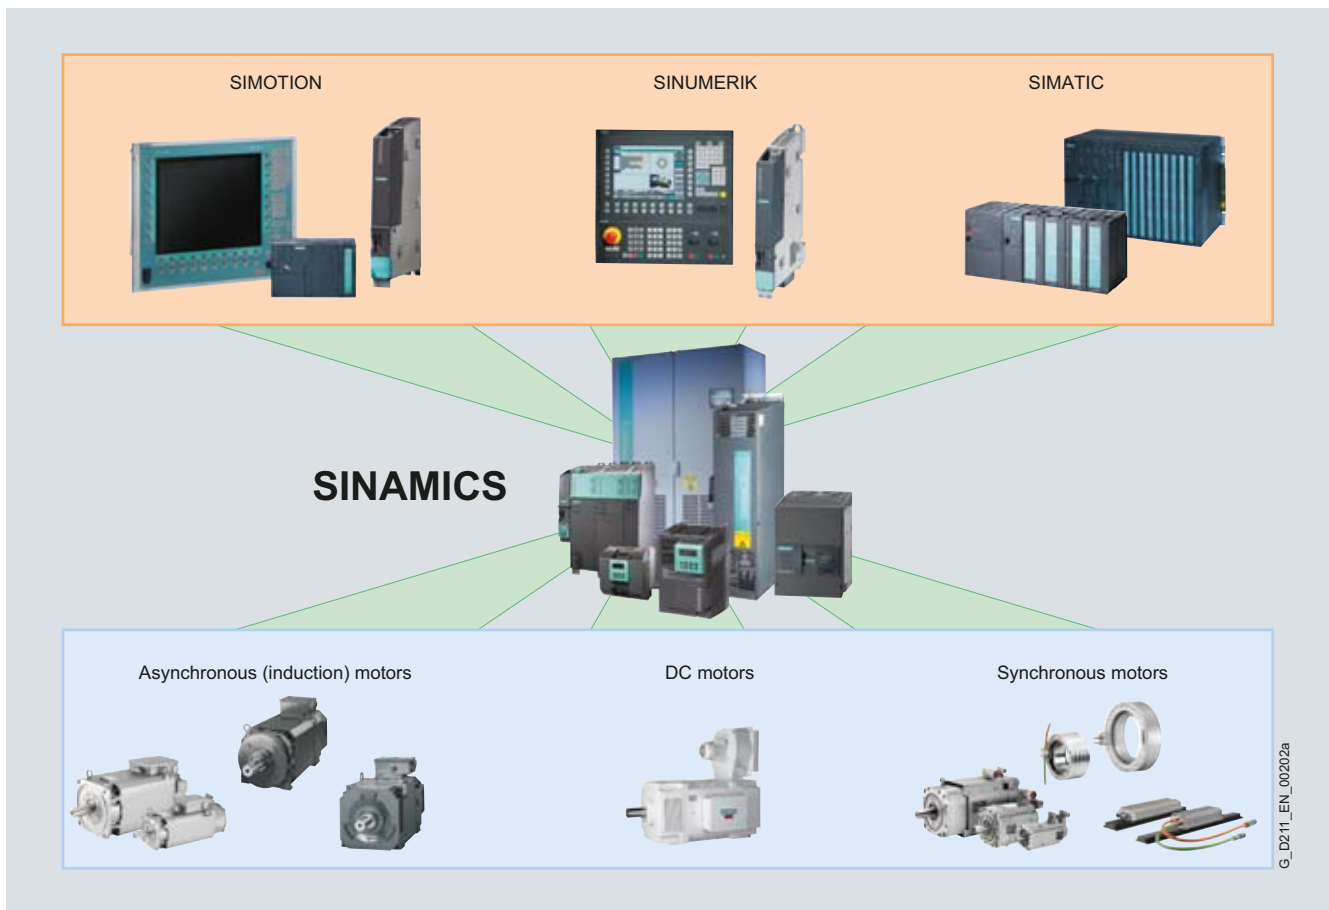 SIMOTION
SINUMERIK
SIMATIC
SINAMICS
Asynchronous (induction) motors
DC motors
Synchronous motors
G_D211_EN_00202a